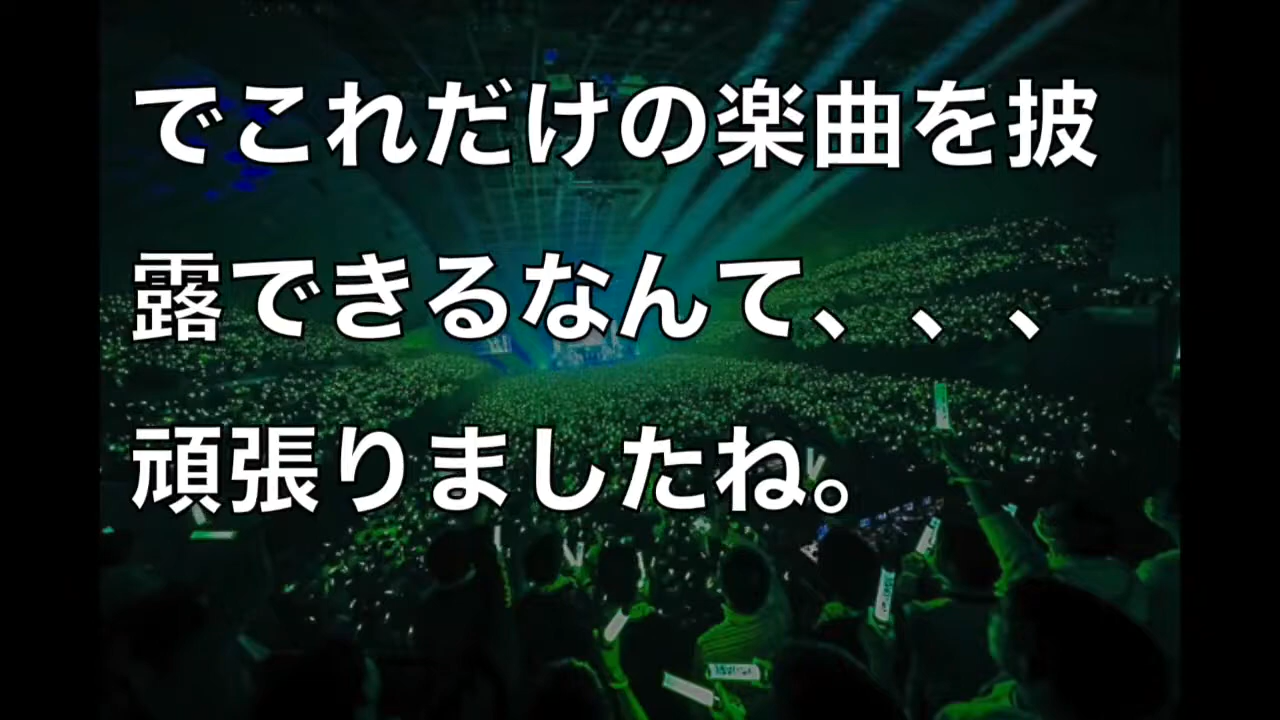 でこれだけの楽曲を披
露できるなんて、、、
頑張りましたね。